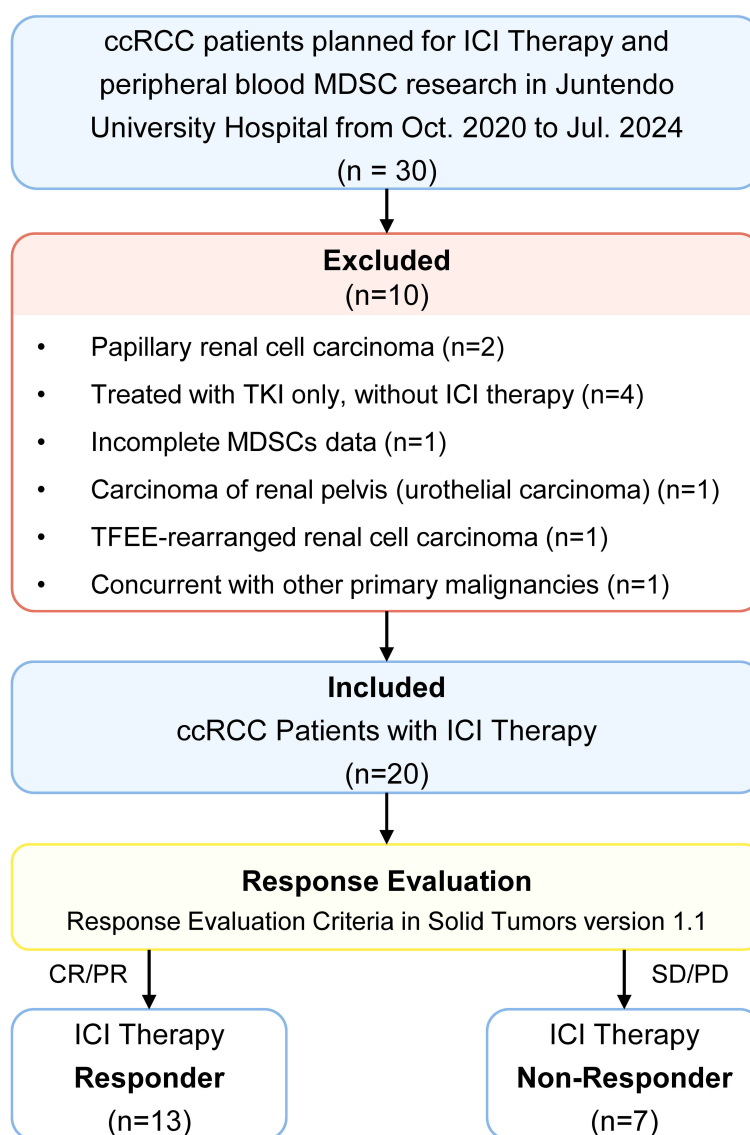 ccRCC patients planned for ICI Therapy and
peripheral blood MDSC research in Juntendo
University Hospital from Oct. 2020 to Jul. 2024
(n = 30)
Excluded
(n=10)
• Papillary renal cell carcinoma (n=2)
• Treated with TKI only, without ICI therapy (n=4)
• Incomplete MDSCs data (n=1)
• Carcinoma of renal pelvis (urothelial carcinoma) (n=1)
• TFEE-rearranged renal cell carcinoma (n=1)
• Concurrent with other primary malignancies (n=1)
Included
ccRCC Patients with ICI Therapy
(n=20)
Response Evaluation
Response Evaluation Criteria in Solid Tumors version 1.1
CR/PR
SD/PD
ICI Therapy
Responder
(n=13)
ICI Therapy
Non-Responder
(n=7)